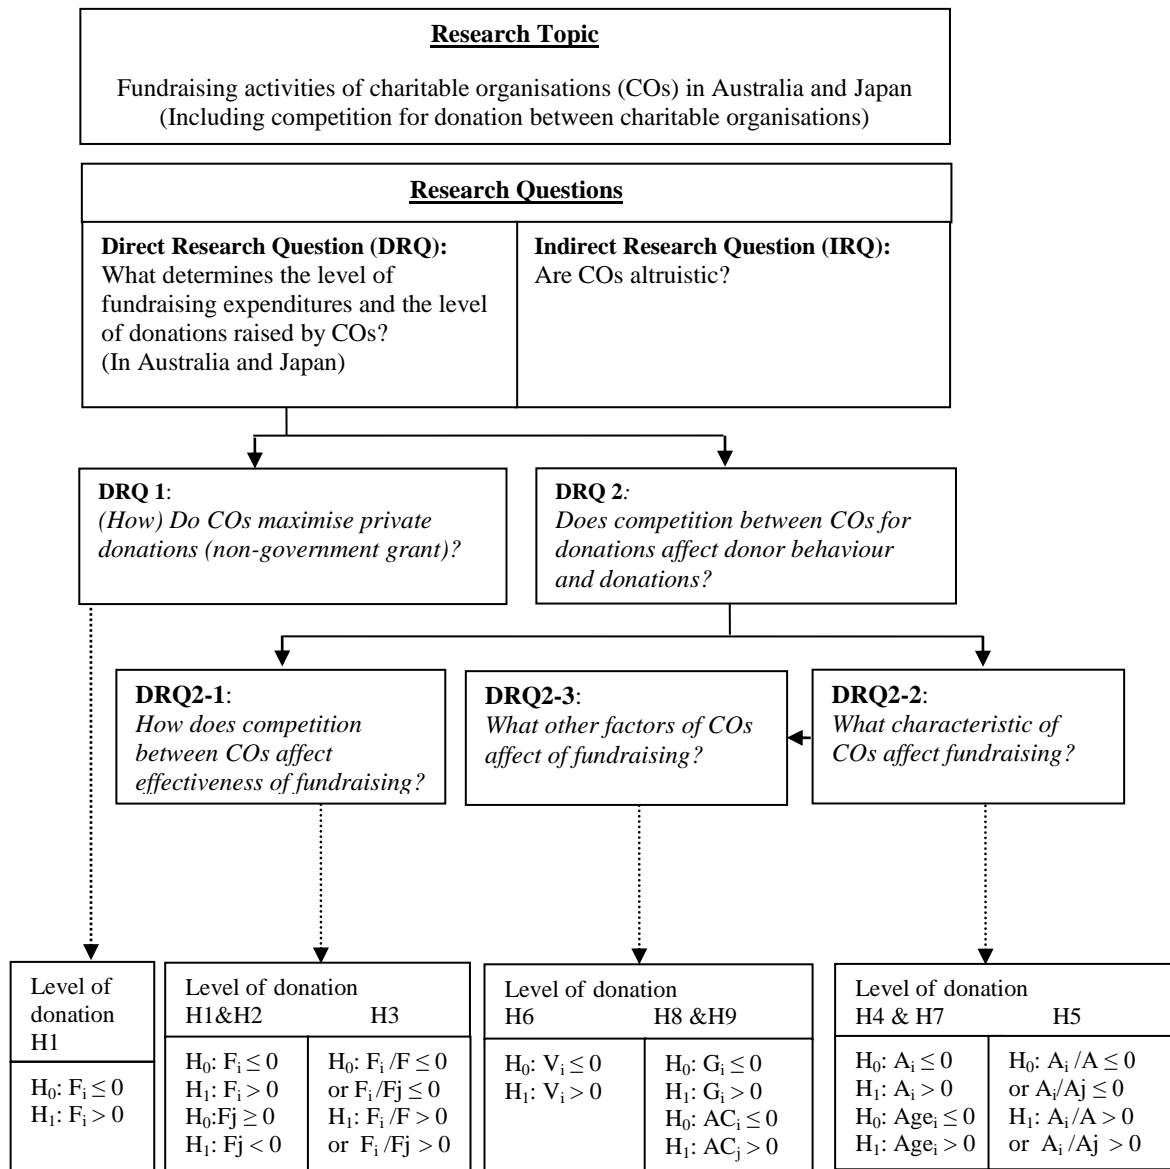 Research Topic
Fundraising activities of charitable organisations (COs) in Australia and Japan
(Including competition for donation between charitable organisations)
Research Questions
Direct Research Question (DRQ):
What determines the level of
fundraising expenditures and the level
of donations raised by COs?
(In Australia and Japan)
Indirect Research Question (IRQ):
Are COs altruistic?
DRQ 1:
(How) Do COs maximise private
donations (non-government grant)?
DRQ 2:
Does competition between COs for
donations affect donor behaviour
and donations?
DRQ2-1:
How does competition
between COs affect
effectiveness of fundraising?
DRQ2-3:
What other factors of COs
affect of fundraising?
DRQ2-2:
What characteristic of
COs affect fundraising?
Level of
donation
H1
H₀: Fᵢ ≤ 0
H₁: Fᵢ > 0
Level of donation
H1&H2 H3
H₀: Fᵢ ≤ 0
H₁: Fᵢ > 0
H₀:Fj ≥ 0
H₁: Fj < 0
H₀: Fᵢ /F ≤ 0
or Fᵢ/Fj ≤ 0
H₁: Fᵢ /F > 0
or Fᵢ /Fj > 0
Level of donation
H6 H8 &H9
H₀: Vᵢ ≤ 0
H₁: Vᵢ > 0
H₀: Gᵢ ≤ 0
H₁: Gᵢ > 0
H₀: ACᵢ ≤ 0
H₁: ACⱼ > 0
Level of donation
H4 & H7 H5
H₀: Aᵢ ≤ 0
H₁: Aᵢ > 0
H₀: Ageᵢ ≤ 0
H₁: Ageᵢ > 0
H₀: Aᵢ /A ≤ 0
or Aᵢ/Aj ≤ 0
H₁: Aᵢ/A > 0
or Aᵢ/Aj > 0